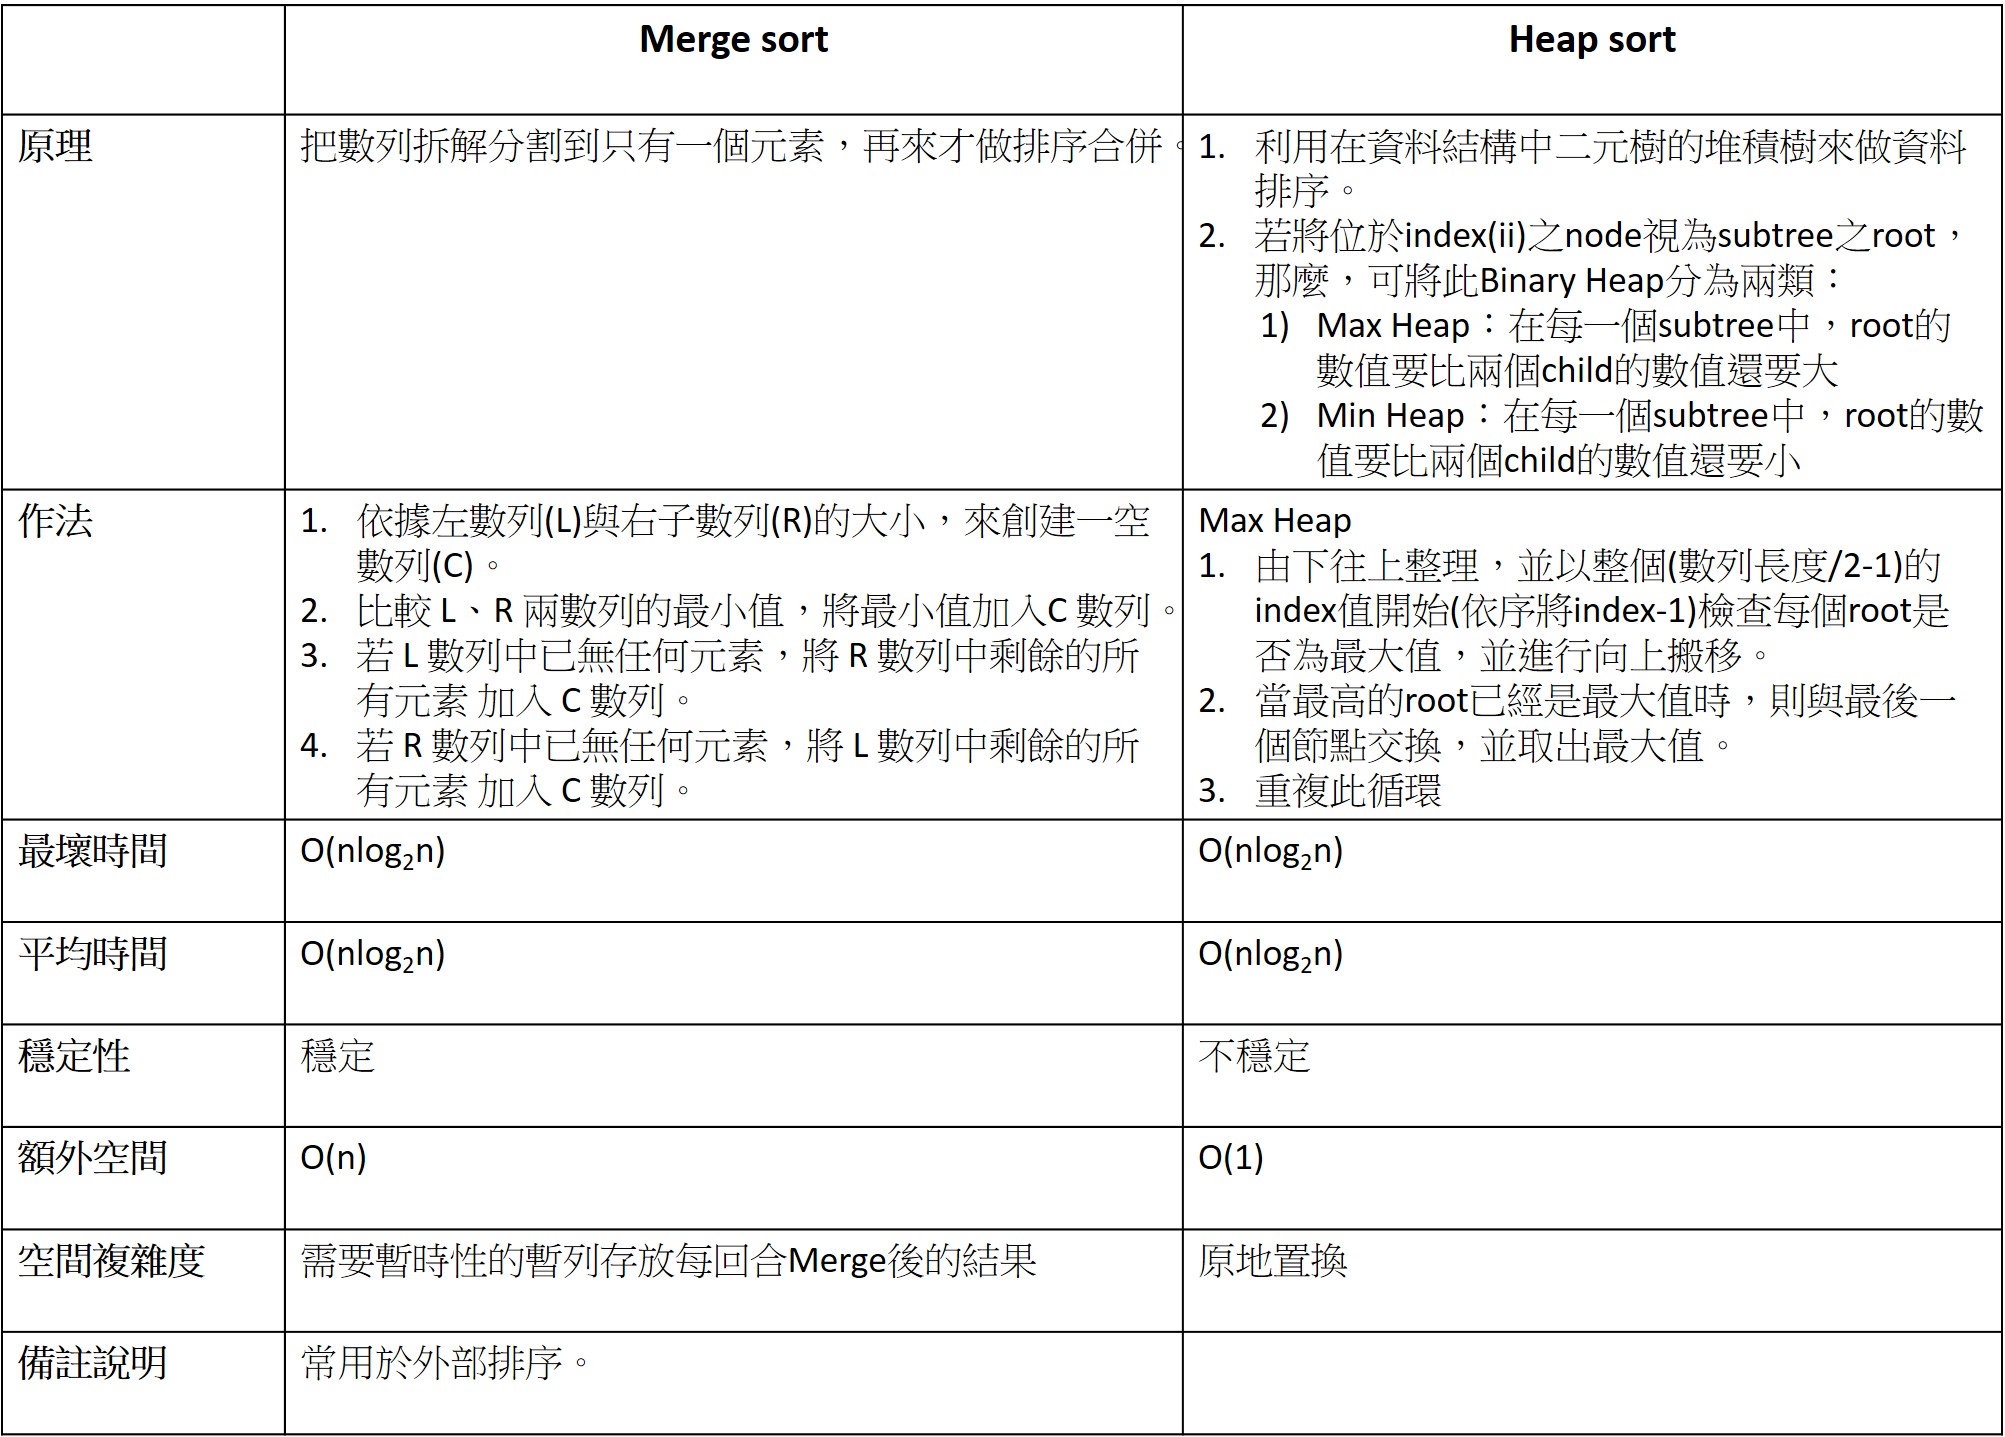 Merge sort
Heap sort
原理
把數列拆解分割到只有一個元素，再來才做排序合併。
1. 利用在資料結構中二元樹的堆積樹來做資料
排序。
2. 若將位於index(ii)之node視為subtree之root，
那麼，可將此Binary Heap分為兩類：
1) Max Heap：在每一個subtree中，root的
數值要比兩個child的數值還要大
2) Min Heap：在每一個subtree中，root的數
值要比兩個child的數值還要小
作法
1. 依據左數列(L)與右子數列(R)的大小，來創建一空
數列(C)。
2. 比較 L、R 兩數列的最小值，將最小值加入C 數列。
3. 若 L 數列中已無任何元素，將 R 數列中剩餘的所
有元素 加入 C 數列。
4. 若 R 數列中已無任何元素，將 L 數列中剩餘的所
有元素 加入 C 數列。
Max Heap
1. 由下往上整理，並以整個(數列長度/2-1)的
index值開始(依序將index-1)檢查每個root是
否為最大值，並進行向上搬移。
2. 當最高的root已經是最大值時，則與最後一
個節點交換，並取出最大值。
3. 重複此循環
最壞時間
O(nlog₂n)
O(nlog₂n)
平均時間
O(nlog₂n)
O(nlog₂n)
穩定性
穩定
不穩定
額外空間
O(n)
O(1)
空間複雜度
需要暫時性的暫列存放每回合Merge後的結果
原地置換
備註說明
常用於外部排序。